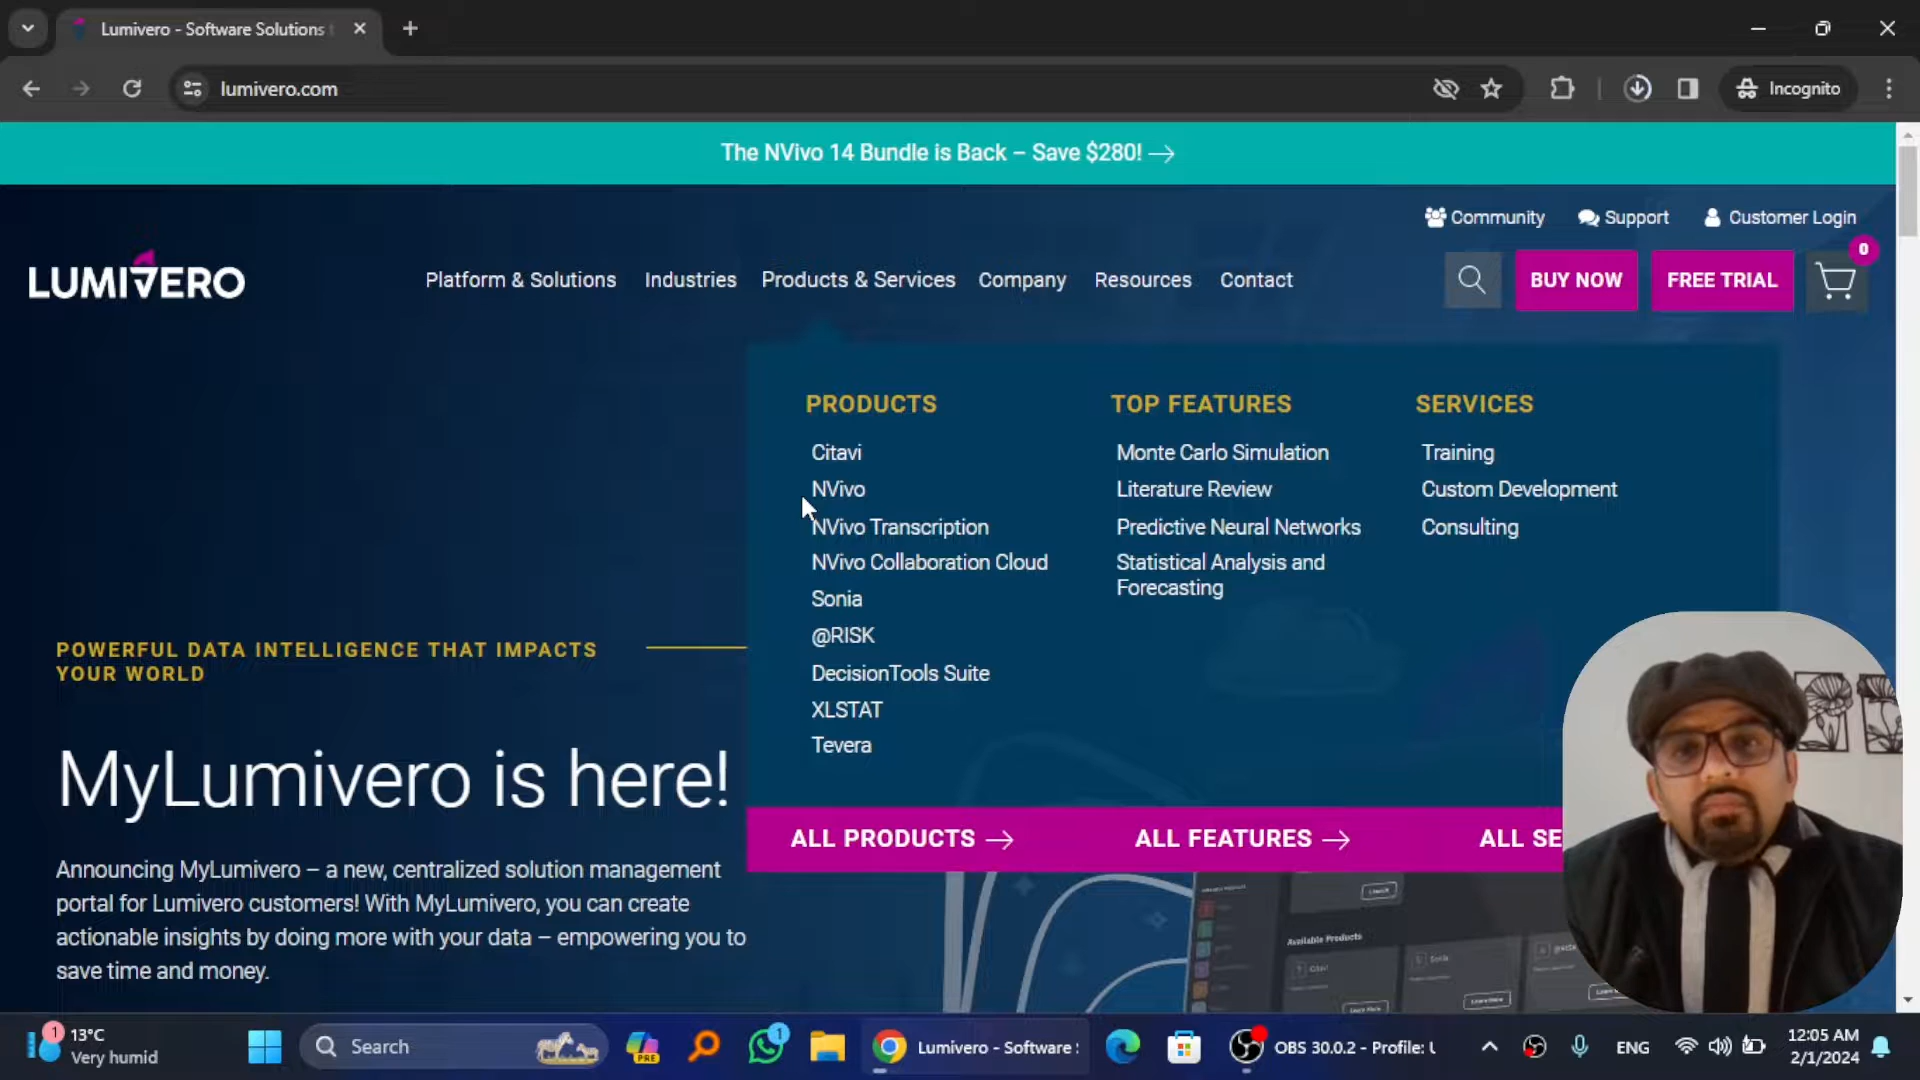 Lumivero - Software Solutions
lumivero.com
Incognito
The NVivo 14 Bundle is Back – Save $280! →
Community
Support
Customer Login
LUMIVERO
Platform & Solutions
Industries
Products & Services
Company
Resources
Contact
BUY NOW
FREE TRIAL
0
PRODUCTS
Citavi
NVivo
NVivo Transcription
NVivo Collaboration Cloud
Sonia
@RISK
DecisionTools Suite
XLSTAT
Tevera
TOP FEATURES
Monte Carlo Simulation
Literature Review
Predictive Neural Networks
Statistical Analysis and
Forecasting
SERVICES
Training
Custom Development
Consulting
ALL PRODUCTS →
ALL FEATURES →
ALL SE
POWERFUL DATA INTELLIGENCE THAT IMPACTS
YOUR WORLD
MyLumivero is here!
Announcing MyLumivero – a new, centralized solution management
portal for Lumivero customers! With MyLumivero, you can create
actionable insights by doing more with your data – empowering you to
save time and money.
Available Products
Citavi
Sonia
1
13°C
Very humid
Search
PRE
1
Lumivero - Software
OBS 30.0.2 - Profile: U
ENG
12:05 AM
2/1/2024